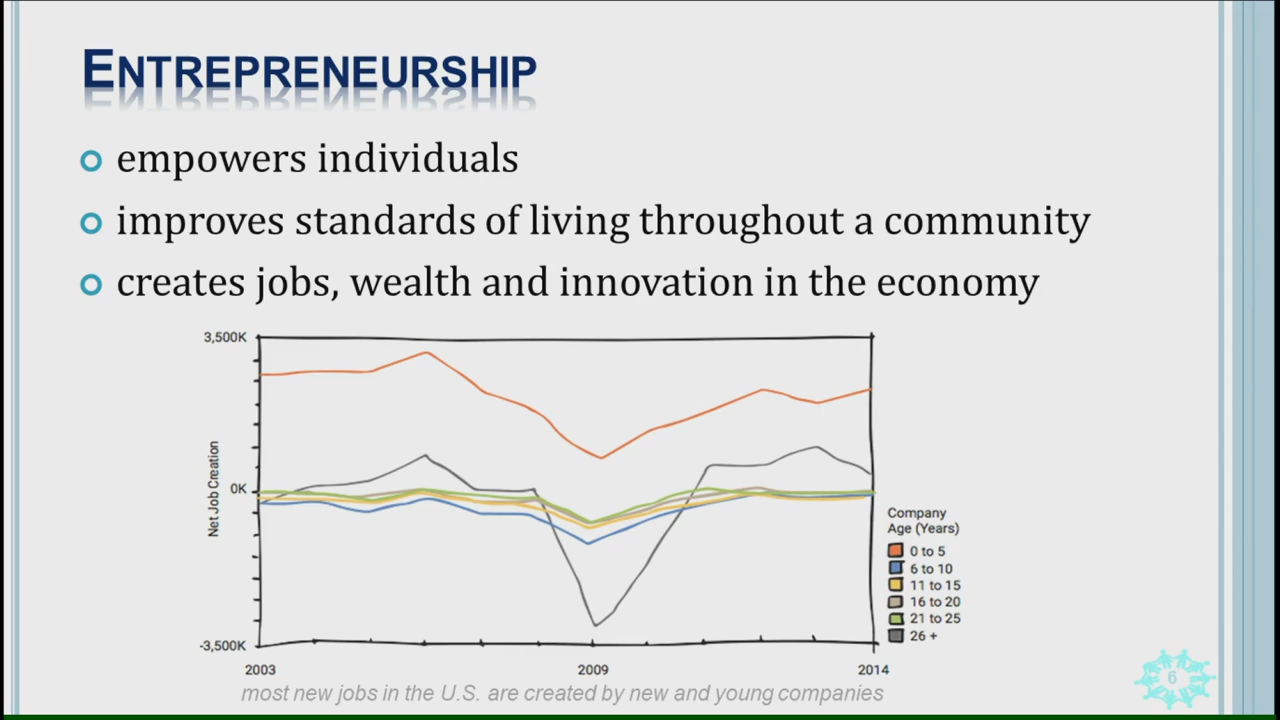 ENTREPRENEURSHIP
empowers individuals
improves standards of living throughout a community
creates jobs, wealth and innovation in the economy
3,500K
0K
-3,500K
Net Job Creation
2003
2009
2014
Company
Age (Years)
0 to 5
6 to 10
11 to 15
16 to 20
21 to 25
26 +
most new jobs in the U.S. are created by new and young companies
6